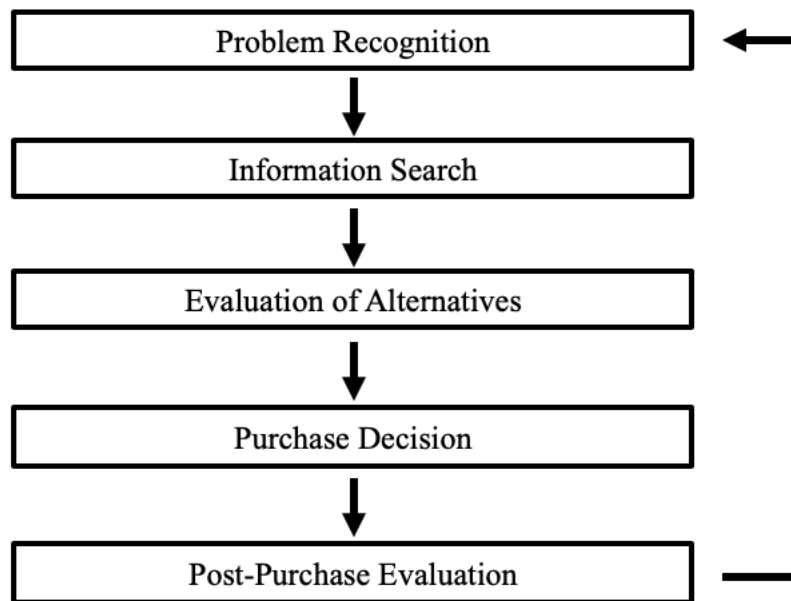 Problem Recognition
Information Search
Evaluation of Alternatives
Purchase Decision
Post-Purchase Evaluation